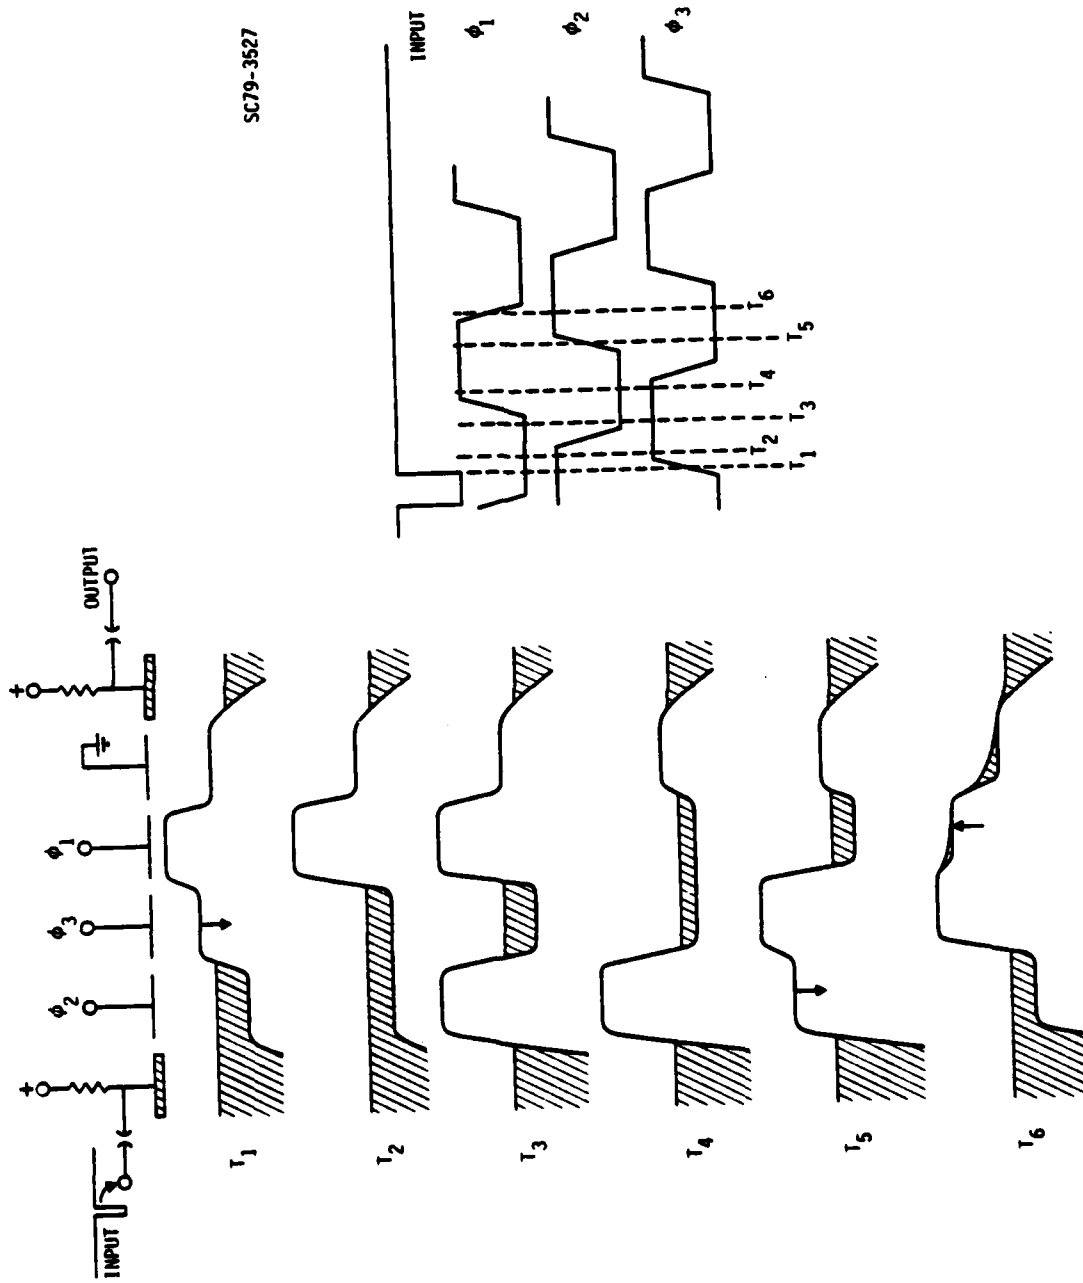 SC79-3527
INPUT
+
ϕ2
ϕ3
ϕ1
+
OUTPUT
T1
T2
T3
T4
T5
T6
INPUT
ϕ1
ϕ2
ϕ3
T1
T2
T3
T4
T5
T6